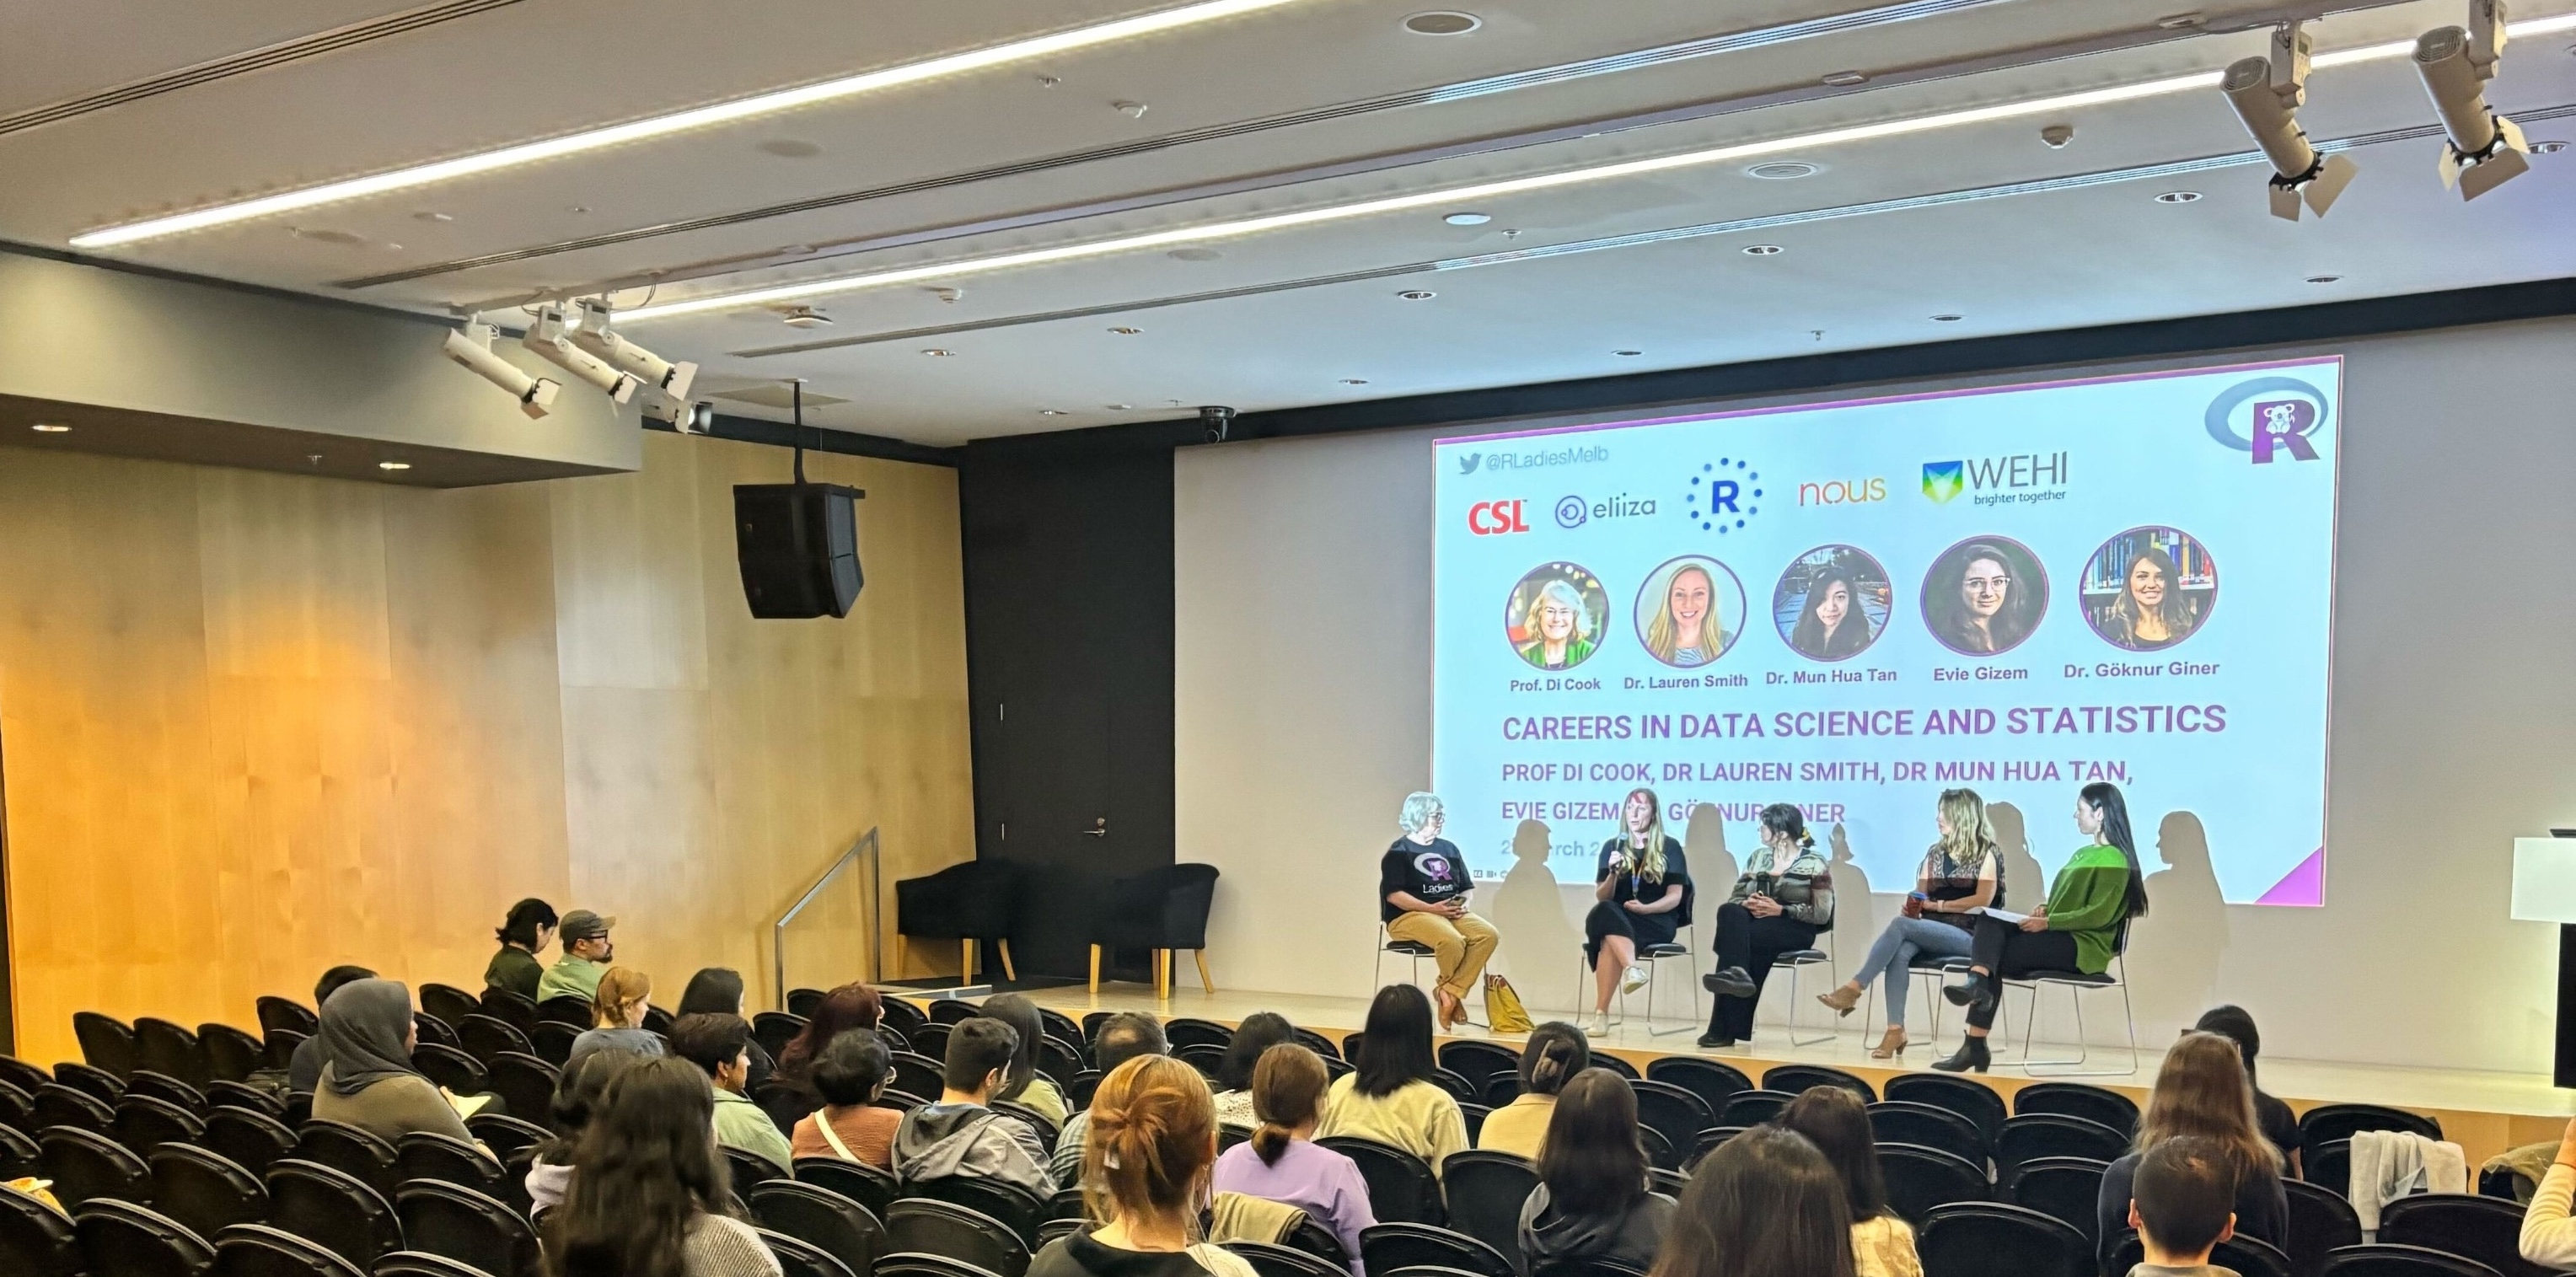 @RLadiesMelb
R
CSL
eliiza
R
nous
WEHI
brighter together
Prof. Di Cook
Dr. Lauren Smith
Dr. Mun Hua Tan
Evie Gizem
Dr. Göknur Giner
CAREERS IN DATA SCIENCE AND STATISTICS
PROF DI COOK, DR LAUREN SMITH, DR MUN HUA TAN,
EVIE GIZEM
R
Ladies